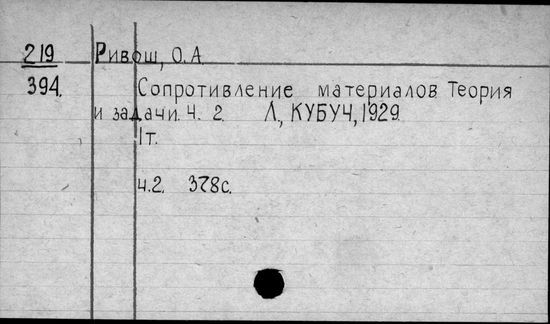 219 Ривош, О.А.
394. Сопротивление материалов Теория
и задачи. Ч. 2. Л., КУБУЧ, 1929.
1т.
ч.2. 378с.